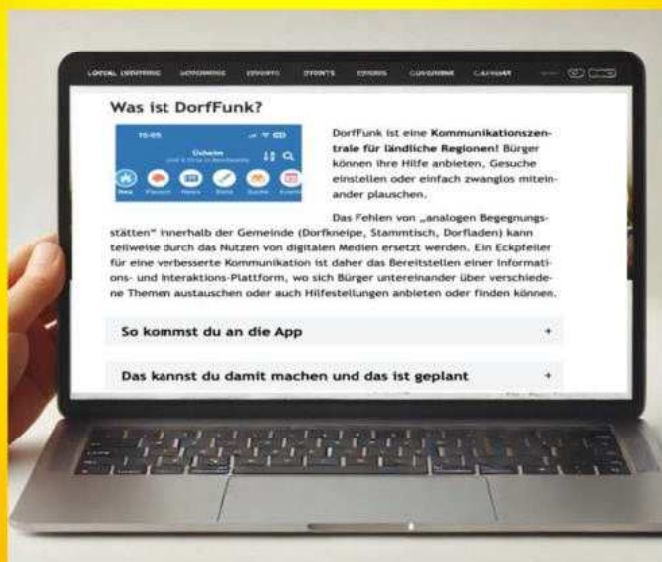 Was ist DorfFunk?
15:05
DorfFunk ist eine Kommunikationszen-
trale für ländliche Regionen! Bürger
können ihre Hilfe anbieten, Gesuche
einstellen oder einfach zwanglos mitein-
ander plauschen.
Das Fehlen von „analogen Begegnungs-
stätten“ innerhalb der Gemeinde (Dorfkneipe, Stammtisch, Dorfladen) kann
teilweise durch das Nutzen von digitalen Medien ersetzt werden. Ein Eckpfeiler
für eine verbesserte Kommunikation ist daher das Bereitstellen einer Informati-
ons- und Interaktions-Plattform, wo sich Bürger untereinander über verschiede-
ne Themen austauschen oder auch Hilfestellungen anbieten oder finden können.
So kommst du an die App +
Das kannst du damit machen und das ist geplant +